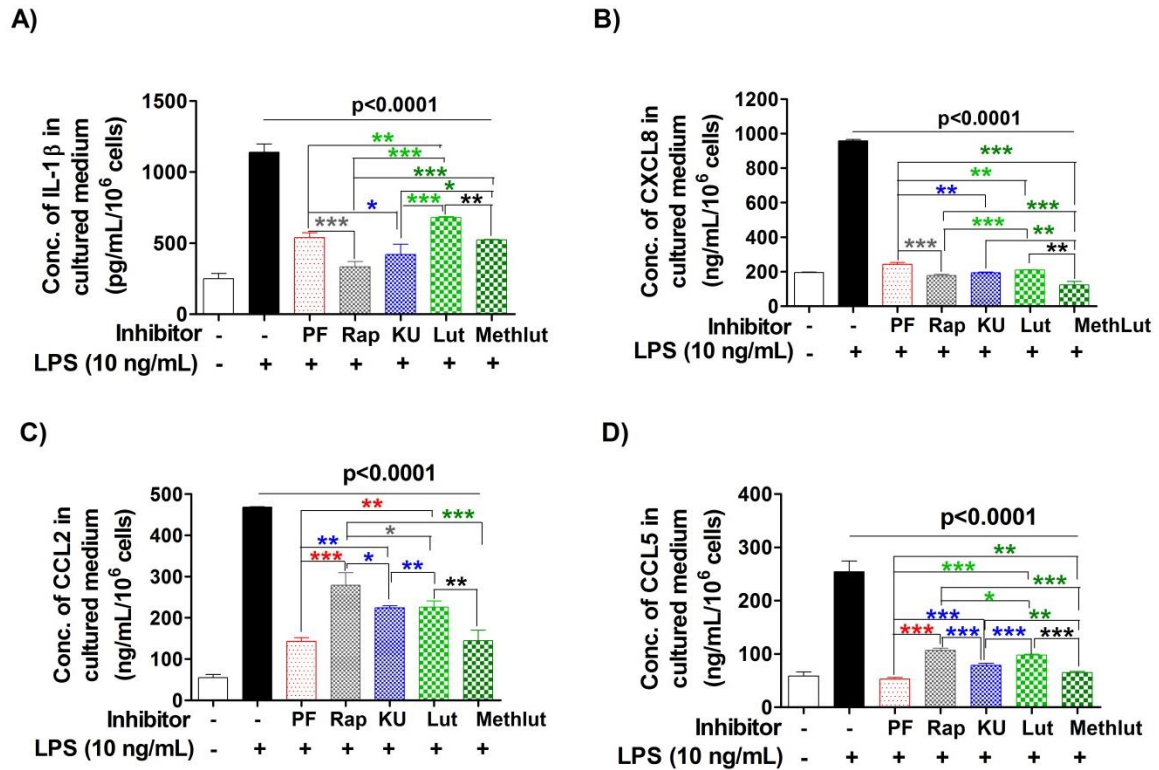 A)
Conc. of IL-1β in
cultured medium
(pg/mL/10⁶ cells)
1500
1000
500
0
p<0.0001
**
***
***
*
* *** **
***
Inhibitor - - PF Rap KU Lut MethLut
LPS (10 ng/mL) - + + + + + +
B)
Conc. of CXCL8 in
cultured medium
(ng/mL/10⁶ cells)
1200
1000
800
600
400
200
0
p<0.0001
***
**
**
***
*** **
*** **
Inhibitor - - PF Rap KU Lut MethLut
LPS (10 ng/mL) - + + + + + +
C)
Conc. of CCL2 in
cultured medium
(ng/mL/10⁶ cells)
500
400
300
200
100
0
p<0.0001
**
***
*
**
*** * **
**
Inhibitor - - PF Rap KU Lut Methlut
LPS (10 ng/mL) - + + + + + +
D)
Conc. of CCL5 in
cultured medium
(ng/mL/10⁶ cells)
400
300
200
100
0
p<0.0001
**
***
***
*
*** **
*** *** *** ***
Inhibitor - - PF Rap KU Lut Methlut
LPS (10 ng/mL) - + + + + + +